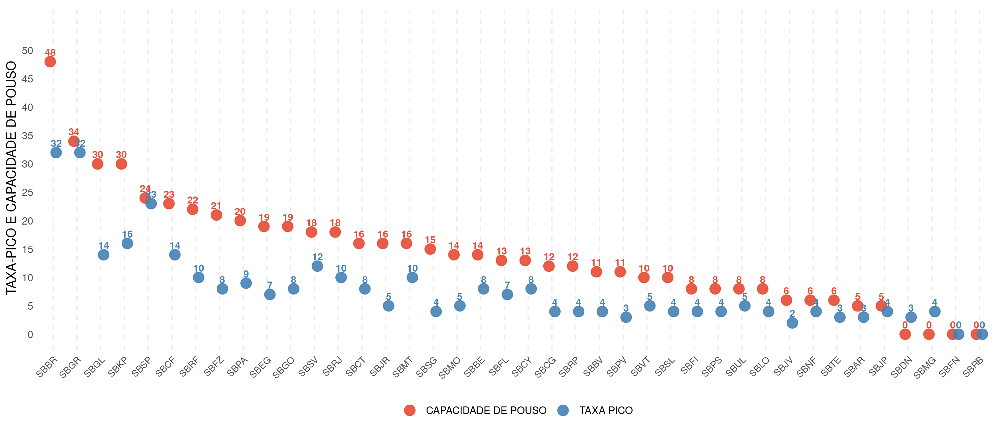 TAXA-PICO E CAPACIDADE DE POUSO
50
45
40
35
30
25
20
15
10
5
0
48
32
34
32
30
14
30
16
24
23
23
14
22
10
21
8
20
9
19
7
19
8
18
12
18
10
16
8
16
5
16
10
15
4
14
5
14
8
13
7
13
8
12
4
12
4
11
4
11
3
10
5
10
4
8
4
8
4
8
5
8
4
6
2
6
4
6
3
5
3
5
4
0
3
0
4
0
0
0
0
SBBR
SBGR
SBGL
SBKP
SBSP
SBCF
SBRF
SBFZ
SBPA
SBEG
SBGO
SBSV
SBRJ
SBCT
SBJR
SBMT
SBSG
SBMO
SBBE
SBFL
SBCY
SBCG
SBRP
SBBV
SBPV
SBVT
SBSL
SBFI
SBPS
SBUL
SBLO
SBJV
SBNF
SBTE
SBAR
SBJP
SBDN
SBMG
SBFN
SBRB
CAPACIDADE DE POUSO
TAXA PICO